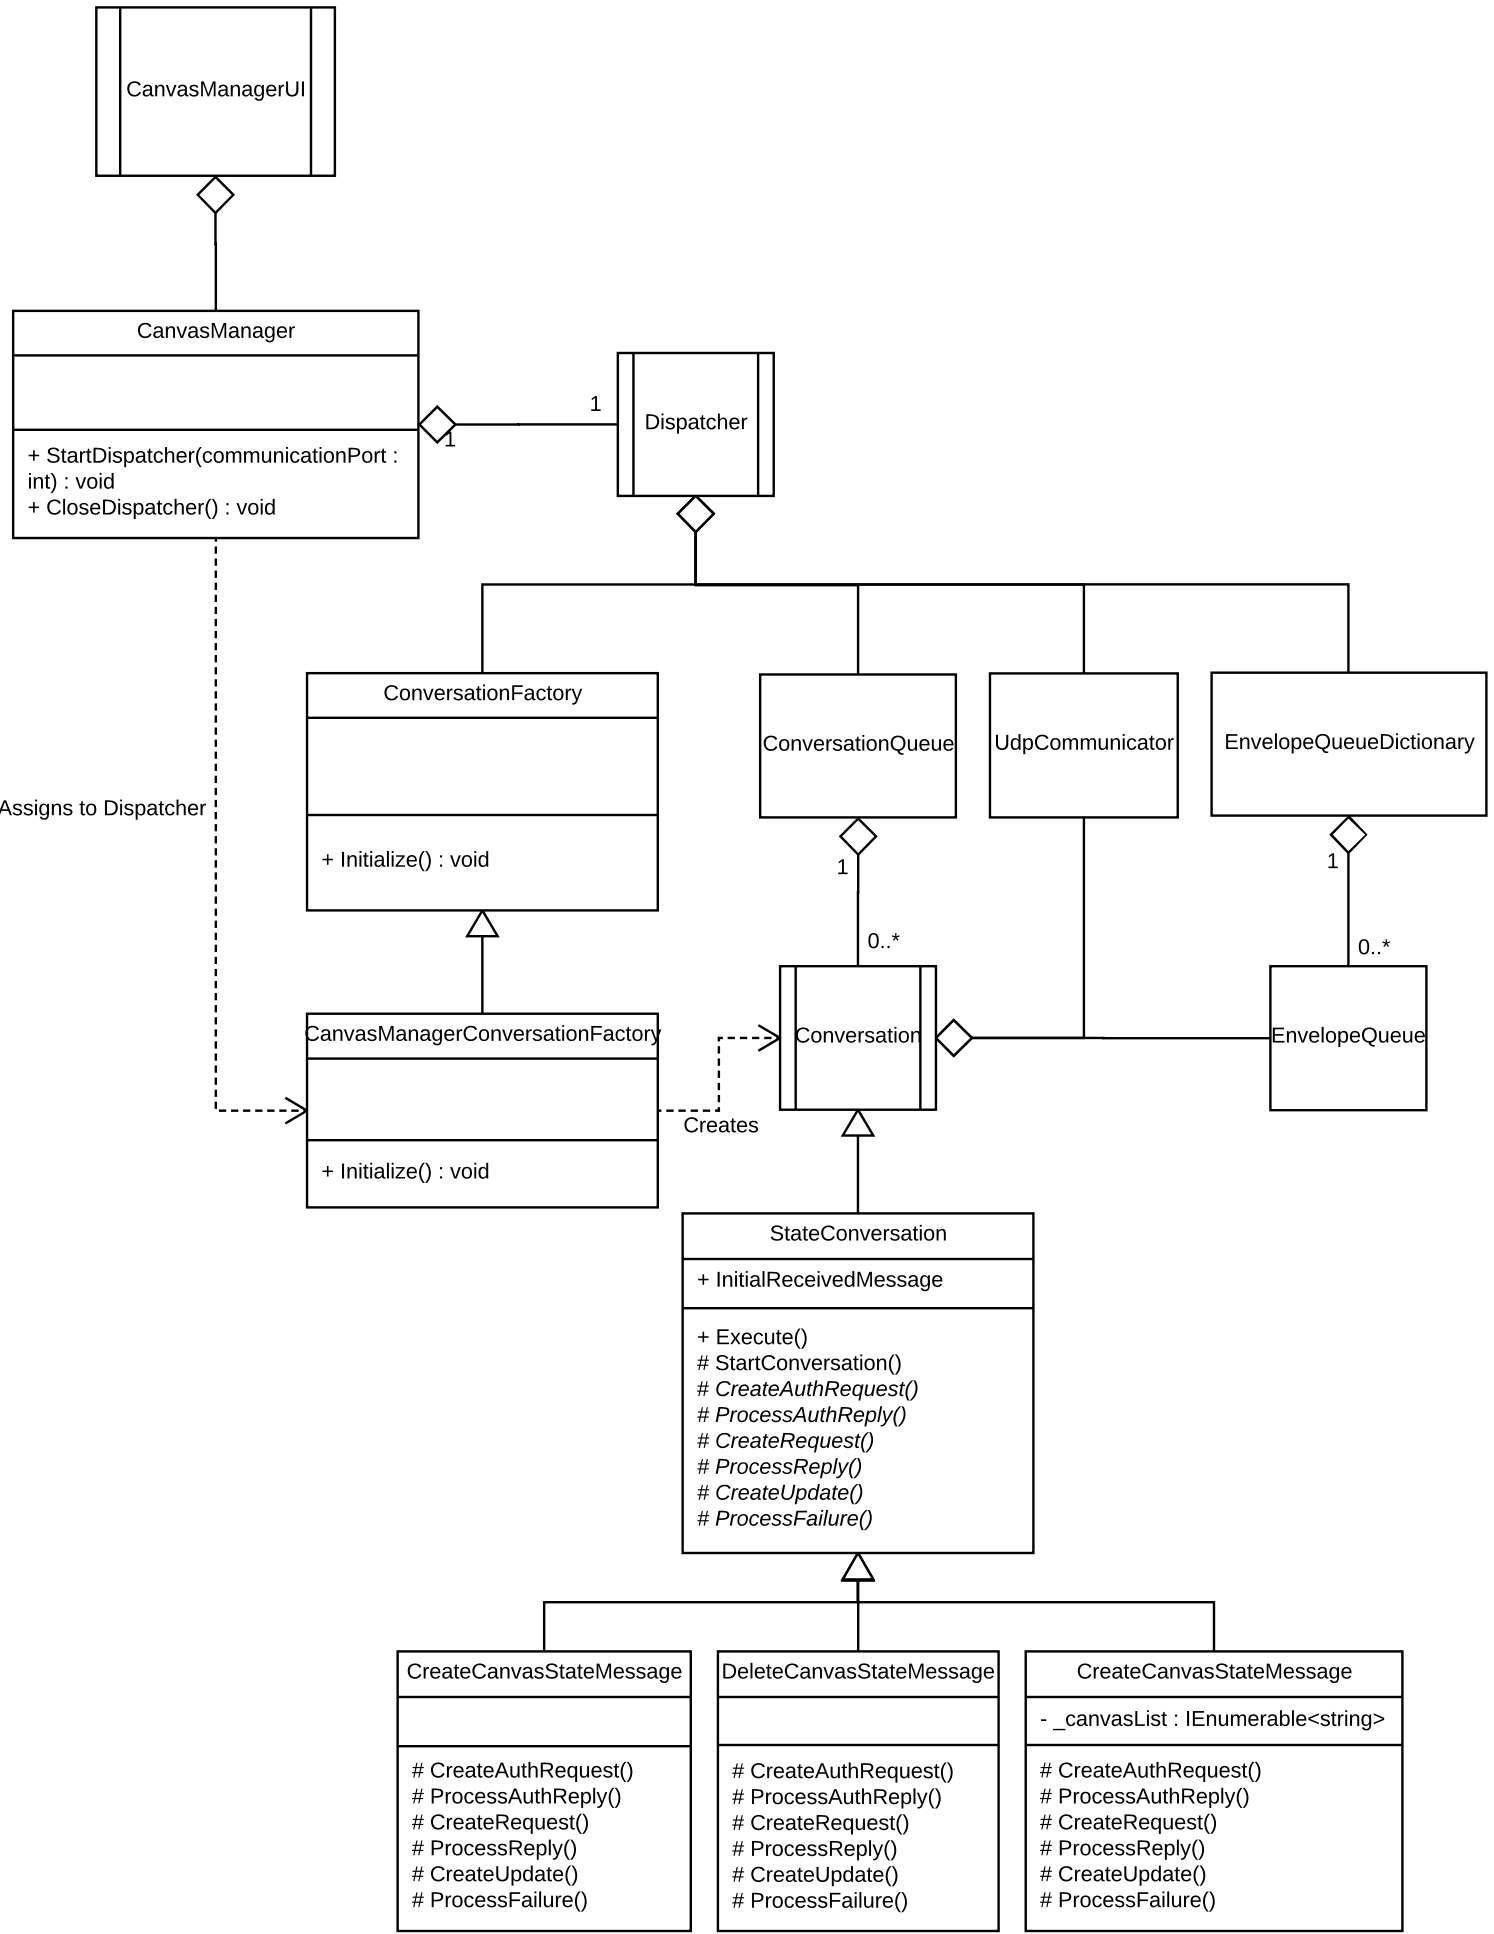 CanvasManagerUI
CanvasManager
+ StartDispatcher(communicationPort :
int) : void
+ CloseDispatcher() : void
1
1
Dispatcher
Assigns to Dispatcher
ConversationFactory
+ Initialize() : void
ConversationQueue
UdpCommunicator
EnvelopeQueueDictionary
1
0..*
1
0..*
CanvasManagerConversationFactory
+ Initialize() : void
Creates
Conversation
EnvelopeQueue
StateConversation
+ InitialReceivedMessage
+ Execute()
# StartConversation()
# CreateAuthRequest()
# ProcessAuthReply()
# CreateRequest()
# ProcessReply()
# CreateUpdate()
# ProcessFailure()
CreateCanvasStateMessage
# CreateAuthRequest()
# ProcessAuthReply()
# CreateRequest()
# ProcessReply()
# CreateUpdate()
# ProcessFailure()
DeleteCanvasStateMessage
# CreateAuthRequest()
# ProcessAuthReply()
# CreateRequest()
# ProcessReply()
# CreateUpdate()
# ProcessFailure()
CreateCanvasStateMessage
- _canvasList : IEnumerable<string>
# CreateAuthRequest()
# ProcessAuthReply()
# CreateRequest()
# ProcessReply()
# CreateUpdate()
# ProcessFailure()